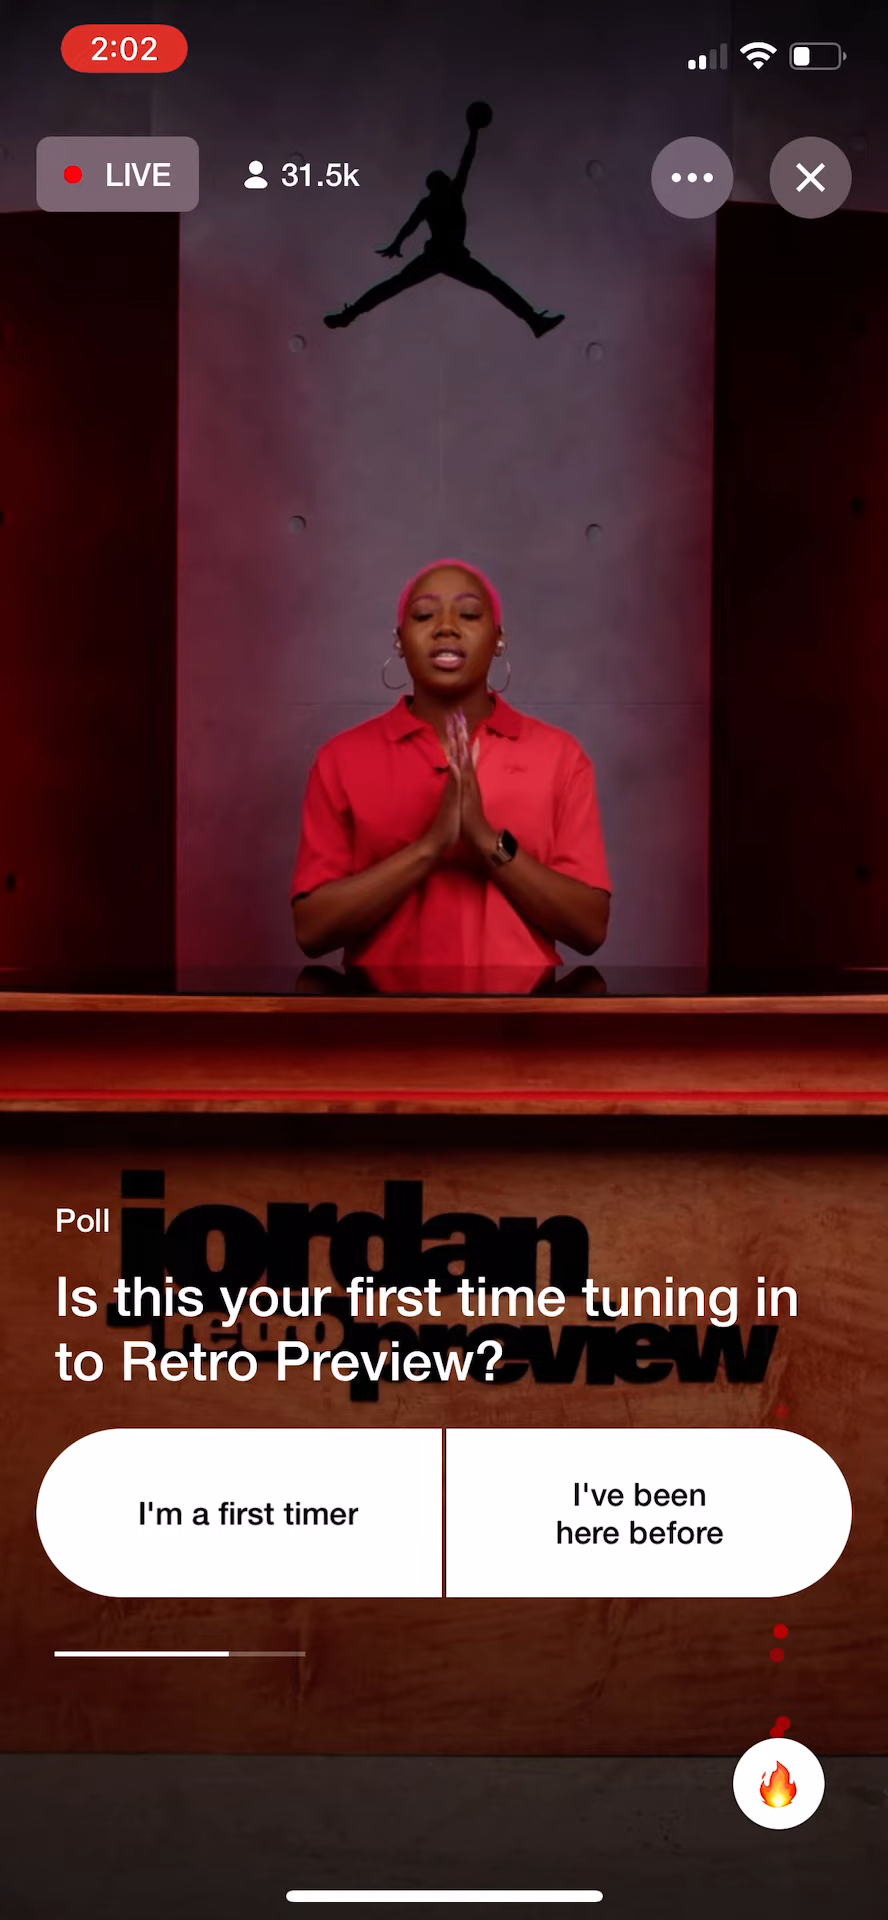 2:02
LIVE
31.5k
Poll
jordan
retro preview
Is this your first time tuning in
to Retro Preview?
I'm a first timer
I've been
here before